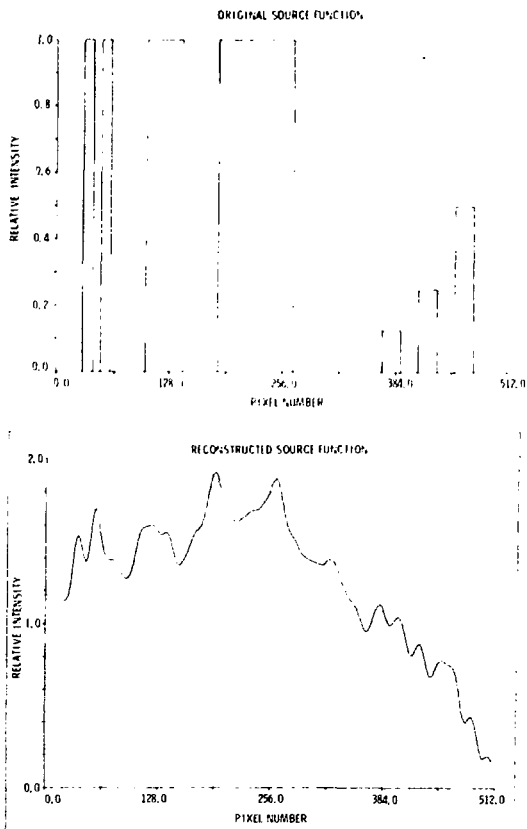 ORIGINAL SOURCE FUNCTION
1.0
0.8
0.6
0.4
0.2
0.0
RELATIVE INTENSITY
0.0 128.0 256.0 384.0 512.0
PIXEL NUMBER
RECONSTRUCTED SOURCE FUNCTION
2.0
1.0
0.0
RELATIVE INTENSITY
0.0 128.0 256.0 384.0 512.0
PIXEL NUMBER